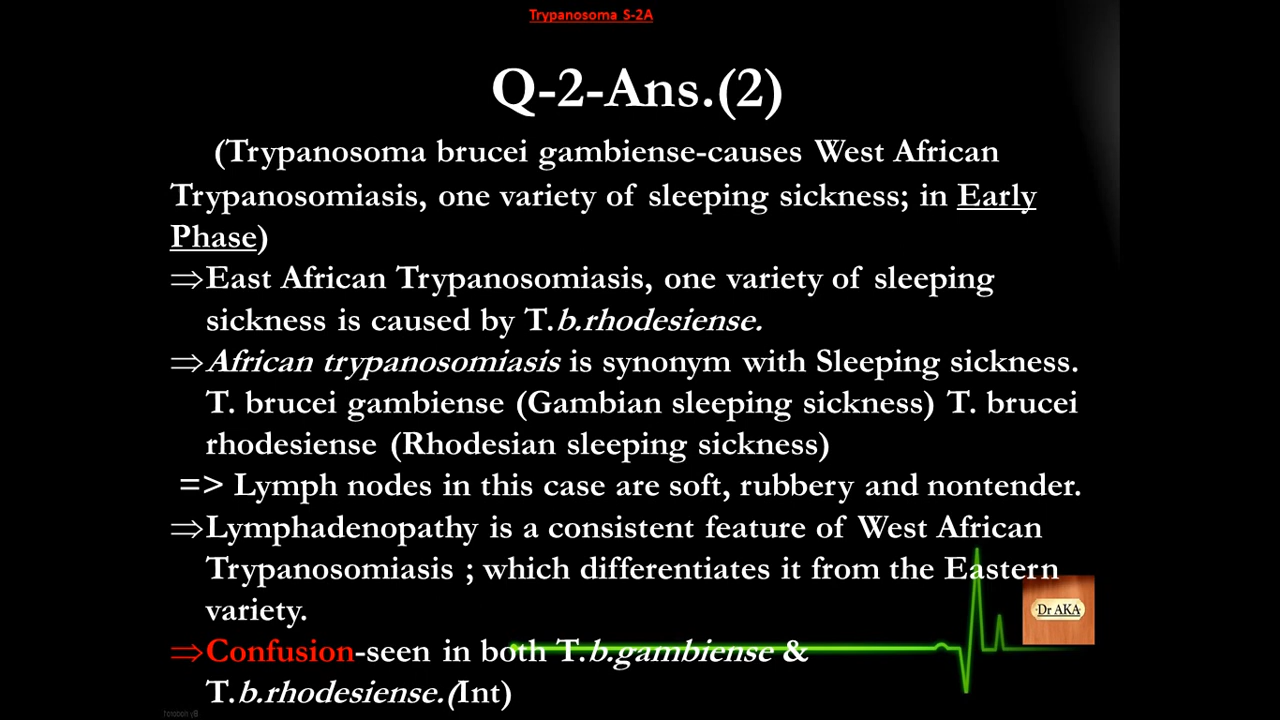 Trypanosoma S-2A
Q-2-Ans.(2)
(Trypanosoma brucei gambiense-causes West African
Trypanosomiasis, one variety of sleeping sickness; in Early
Phase)
⇒East African Trypanosomiasis, one variety of sleeping
sickness is caused by T.b.rhodesiense.
⇒African trypanosomiasis is synonym with Sleeping sickness.
T. brucei gambiense (Gambian sleeping sickness) T. brucei
rhodesiense (Rhodesian sleeping sickness)
=> Lymph nodes in this case are soft, rubbery and nontender.
⇒Lymphadenopathy is a consistent feature of West African
Trypanosomiasis ; which differentiates it from the Eastern
variety.
Dr AKA
⇒Confusion-seen in both T.b.gambiense &
T.b.rhodesiense.(Int)